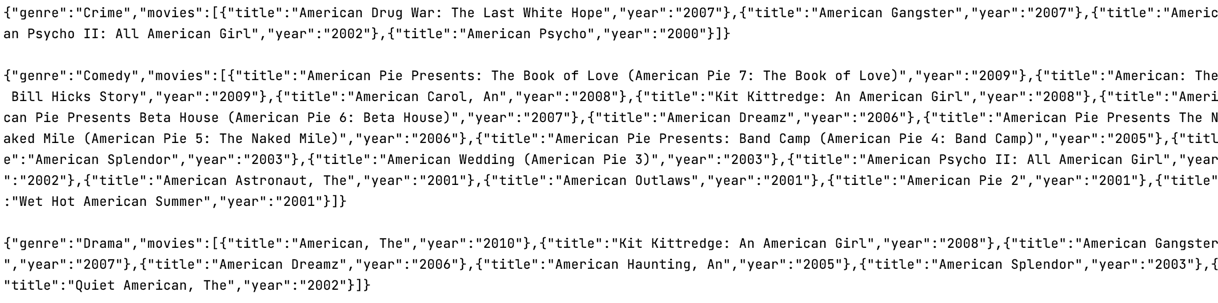 {"genre":"Crime","movies":[{"title":"American Drug War: The Last White Hope","year":"2007"},{"title":"American Gangster","year":"2007"},{"title":"Americ
an Psycho II: All American Girl","year":"2002"},{"title":"American Psycho","year":"2000"}]}

{"genre":"Comedy","movies":[{"title":"American Pie Presents: The Book of Love (American Pie 7: The Book of Love)","year":"2009"},{"title":"American: The
 Bill Hicks Story","year":"2009"},{"title":"American Carol, An","year":"2008"},{"title":"Kit Kittredge: An American Girl","year":"2008"},{"title":"Ameri
can Pie Presents Beta House (American Pie 6: Beta House)","year":"2007"},{"title":"American Dreamz","year":"2006"},{"title":"American Pie Presents The N
aked Mile (American Pie 5: The Naked Mile)","year":"2006"},{"title":"American Pie Presents: Band Camp (American Pie 4: Band Camp)","year":"2005"},{"titl
e":"American Splendor","year":"2003"},{"title":"American Wedding (American Pie 3)","year":"2003"},{"title":"American Psycho II: All American Girl","year
":"2002"},{"title":"American Astronaut, The","year":"2001"},{"title":"American Outlaws","year":"2001"},{"title":"American Pie 2","year":"2001"},{"title"
:"Wet Hot American Summer","year":"2001"}]}

{"genre":"Drama","movies":[{"title":"American, The","year":"2010"},{"title":"Kit Kittredge: An American Girl","year":"2008"},{"title":"American Gangster
","year":"2007"},{"title":"American Dreamz","year":"2006"},{"title":"American Haunting, An","year":"2005"},{"title":"American Splendor","year":"2003"},{
"title":"Quiet American, The","year":"2002"}]}